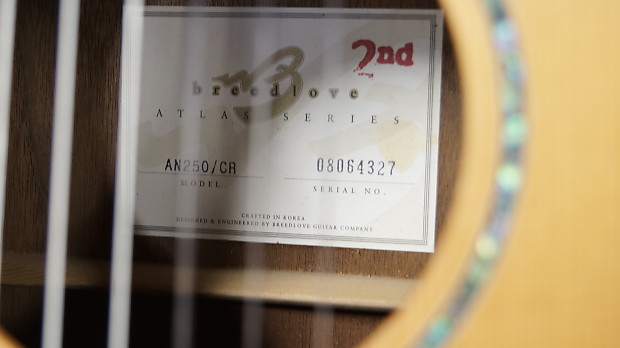 2nd
breedlove
ATLAS SERIES
AN250/CR 08064327
MODEL SERIAL NO.
CRAFTED IN KOREA
DESIGNED & ENGINEERED BY BREEDLOVE GUITAR COMPANY